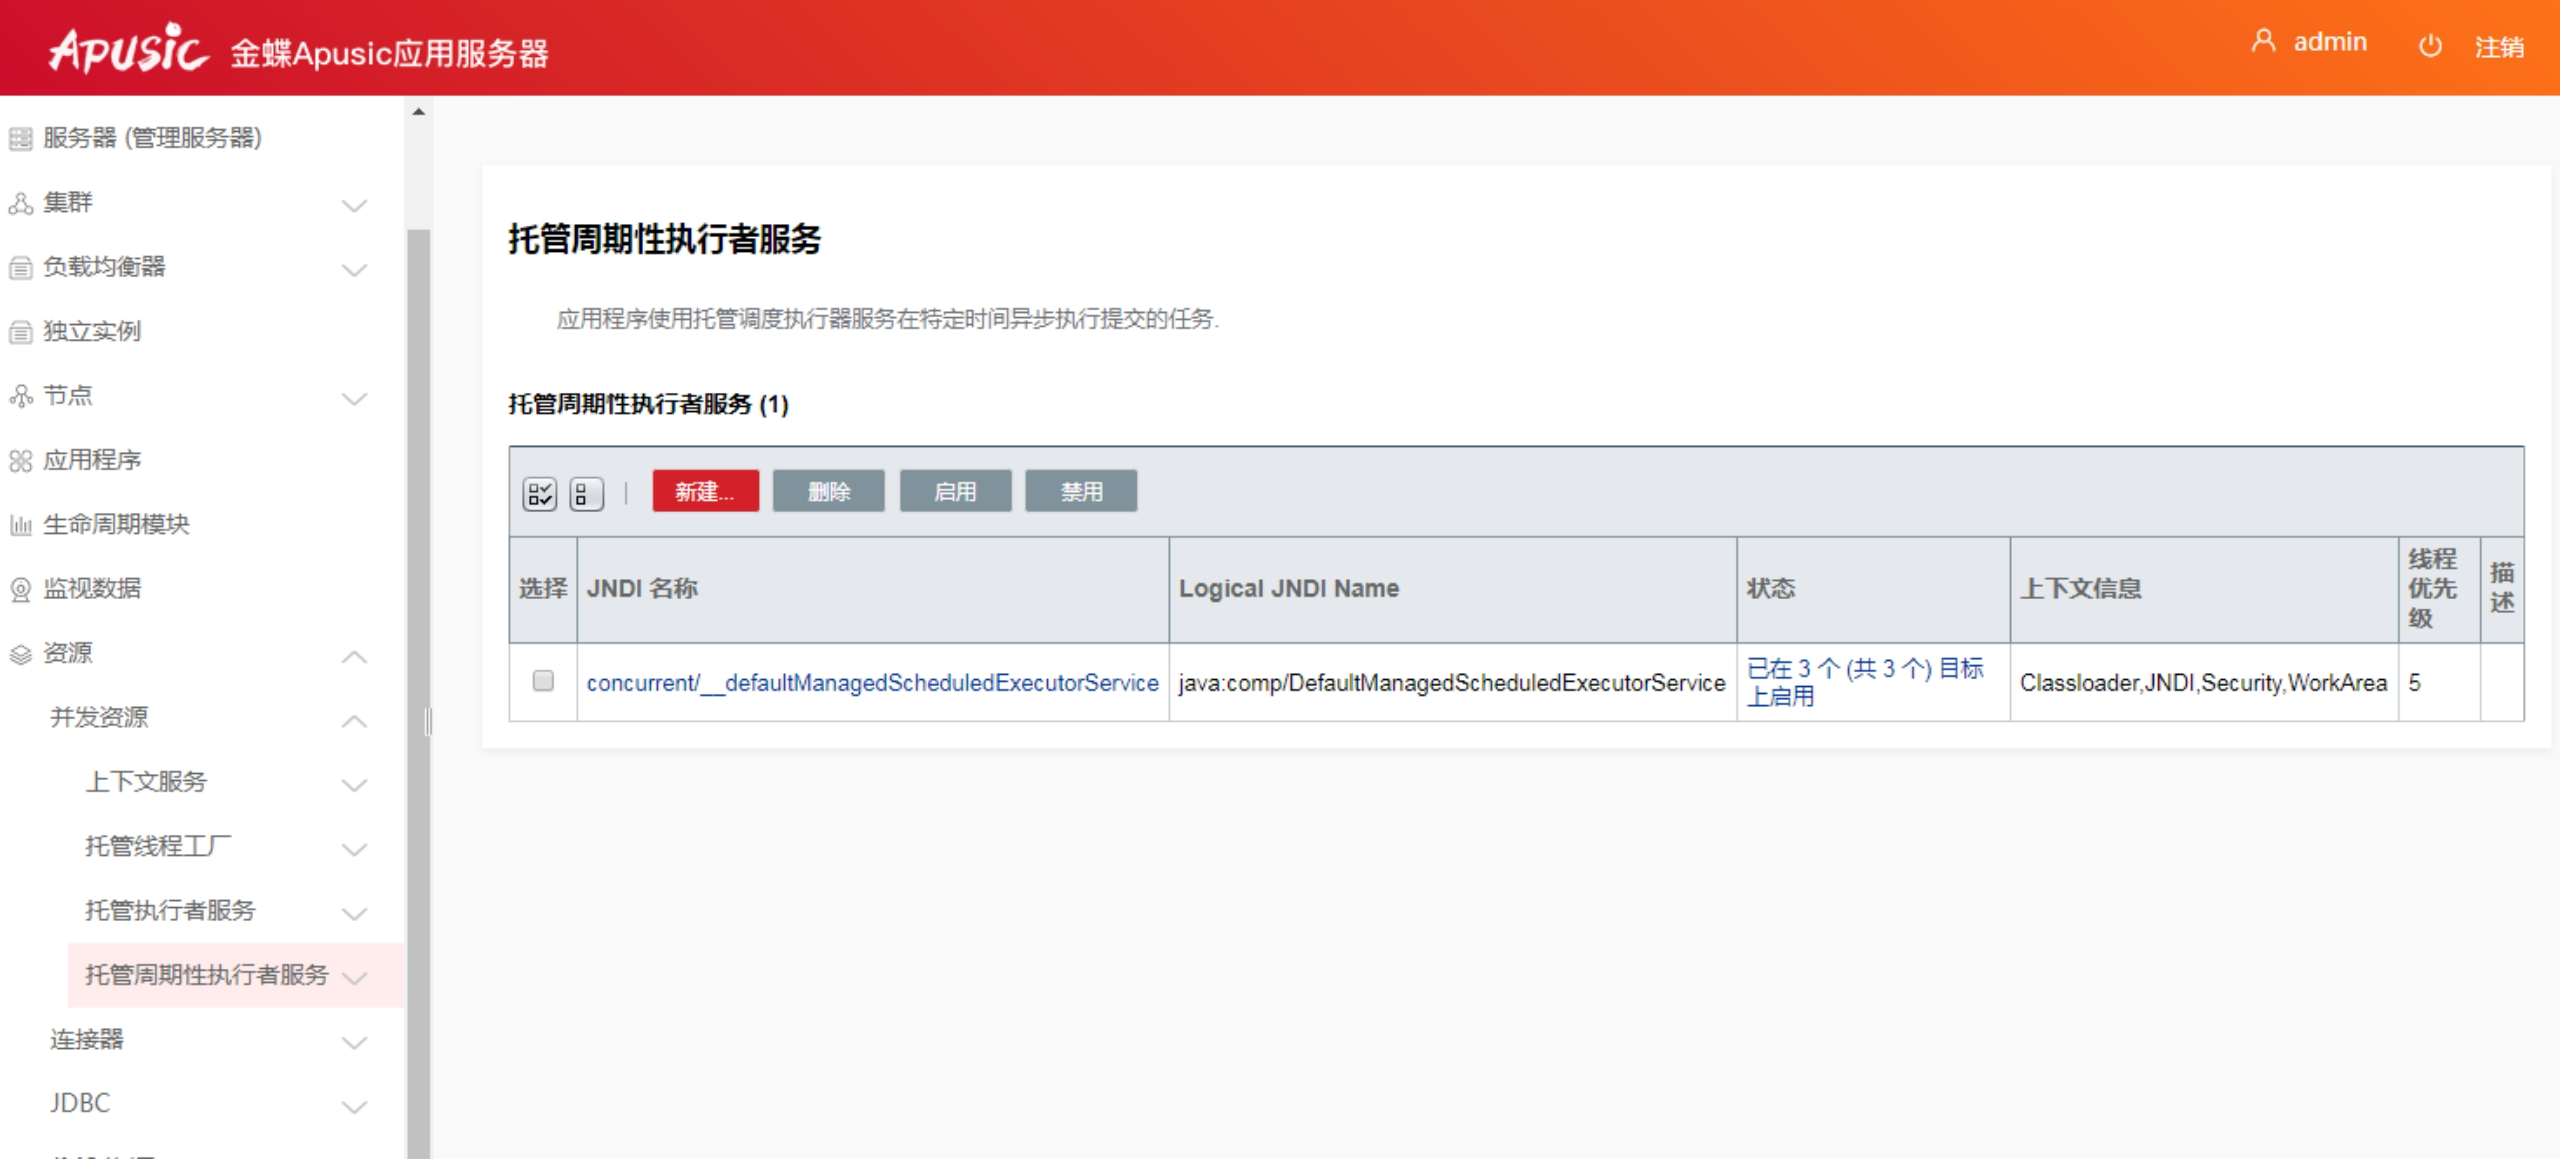 Apusic 金蝶Apusic应用服务器
admin 注销
服务器 (管理服务器)
集群
负载均衡器
独立实例
节点
应用程序
生命周期模块
监视数据
资源
并发资源
上下文服务
托管线程工厂
托管执行者服务
托管周期性执行者服务
连接器
JDBC
托管周期性执行者服务
应用程序使用托管调度执行器服务在特定时间异步执行提交的任务.
托管周期性执行者服务 (1)
新建... 删除 启用 禁用
选择 JNDI 名称 Logical JNDI Name 状态 上下文信息 线程优先级 描述
concurrent/__defaultManagedScheduledExecutorService java:comp/DefaultManagedScheduledExecutorService 已在 3 个 (共 3 个) 目标上启用 Classloader,JNDI,Security,WorkArea 5